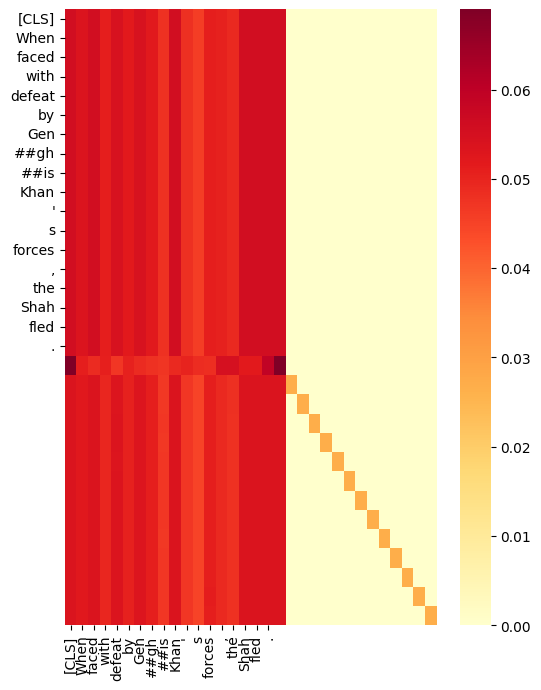 [CLS]
When
faced
with
defeat
by
Gen
##gh
##is
Khan
'
s
forces
,
the
Shah
fled
.
0.06
0.05
0.04
0.03
0.02
0.01
0.00
[CLS]
When
faced
with
defeat
by
Gen
##gh
##is
Khan
'
s
forces
,
the
Shah
fled
.